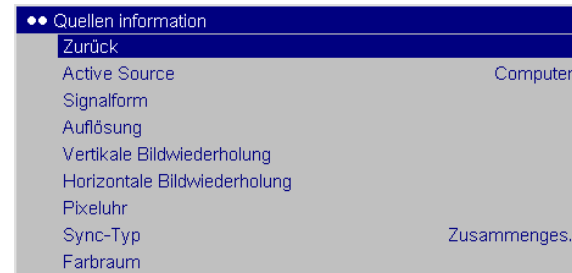 Quellen information
Zurück
Active Source Computer
Signalform
Auflösung
Vertikale Bildwiederholung
Horizontale Bildwiederholung
Pixeluhr
Sync-Typ Zusammenges.
Farbraum